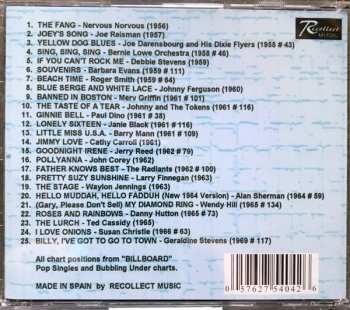 Recollect
MUSIC
1. THE FANG - Nervous Norvous (1956)
2. JOEY'S SONG - Joe Reisman (1957)
3. YELLOW DOG BLUES - Joe Darensbourg and His Dixie Flyers (1958 # 43)
4. SING, SING, SING - Bernie Lowe Orchestra (1958 # 46)
5. IF YOU CAN'T ROCK ME - Debbie Stevens (1959)
6. SOUVENIRS - Barbara Evans (1959 # 111)
7. BEACH TIME - Roger Smith (1959 # 64)
8. BLUE SERGE AND WHITE LACE - Johnny Ferguson (1960)
9. BANNED IN BOSTON - Merv Griffin (1961 # 101)
10. THE TASTE OF A TEAR - Johnny and The Tokens (1961 # 116)
11. GINNIE BELL - Paul Dino (1961 # 38)
12. LONELY SIXTEEN - Janie Black (1961 # 110)
13. LITTLE MISS U.S.A. - Barry Mann (1961 # 109)
14. JIMMY LOVE - Cathy Carroll (1961)
15. GOODNIGHT IRENE - Jerry Reed (1962 # 79)
16. POLLYANNA - John Corey (1962)
17. FATHER KNOWS BEST - The Radiants (1962 # 100)
18. PRETTY SUZY SUNSHINE - Larry Finnegan (1963)
19. THE STAGE - Waylon Jennings (1963)
20. HELLO MUDDAH, HELLO FADDUH (New 1964 Version) - Alan Sherman (1964 # 59)
21. (Gary, Please Don't Sell) MY DIAMOND RING - Wendy Hill (1965 # 134)
22. ROSES AND RAINBOWS - Danny Hutton (1965 # 73)
23. THE LURCH - Ted Cassidy (1965)
24. I LOVE ONIONS - Susan Christie (1966 # 63)
25. BILLY, I'VE GOT TO GO TO TOWN - Geraldine Stevens (1969 # 117)
All chart positions from "BILLBOARD"
Pop Singles and Bubbling Under charts.
MADE IN SPAIN by RECOLLECT MUSIC
0 57627 54042 6